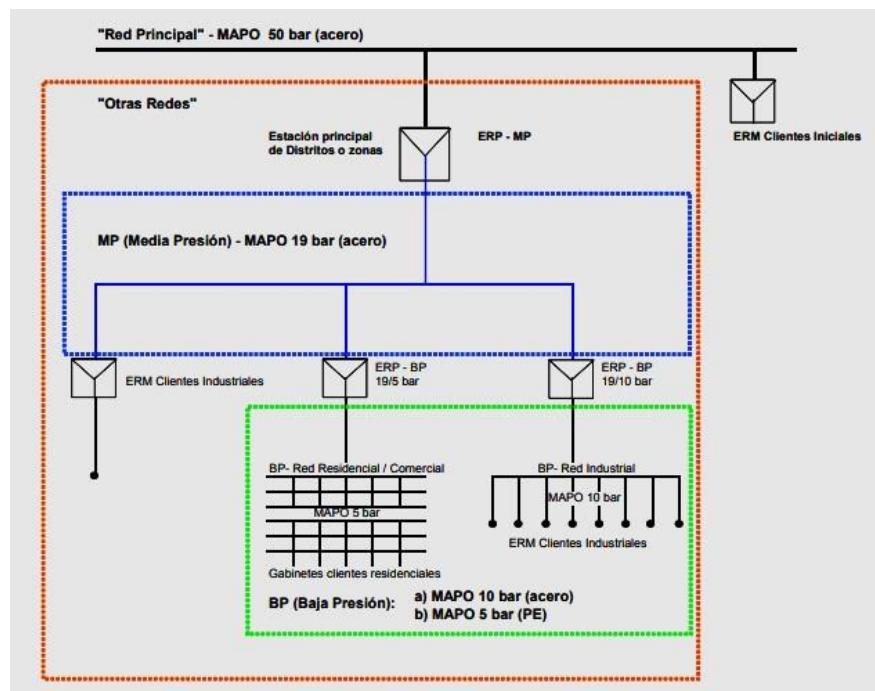 "Red Principal" - MAPO 50 bar (acero)
"Otras Redes"
Estación principal
de Distritos o zonas
ERP - MP
ERM Clientes Iniciales
MP (Media Presión) - MAPO 19 bar (acero)
ERM Clientes Industriales
ERP - BP
19/5 bar
ERP - BP
19/10 bar
BP- Red Residencial / Comercial
MAPO 5 bar
Gabinetes clientes residenciales
BP- Red Industrial
MAPO 10 bar
ERM Clientes Industriales
BP (Baja Presión):
a) MAPO 10 bar (acero)
b) MAPO 5 bar (PE)